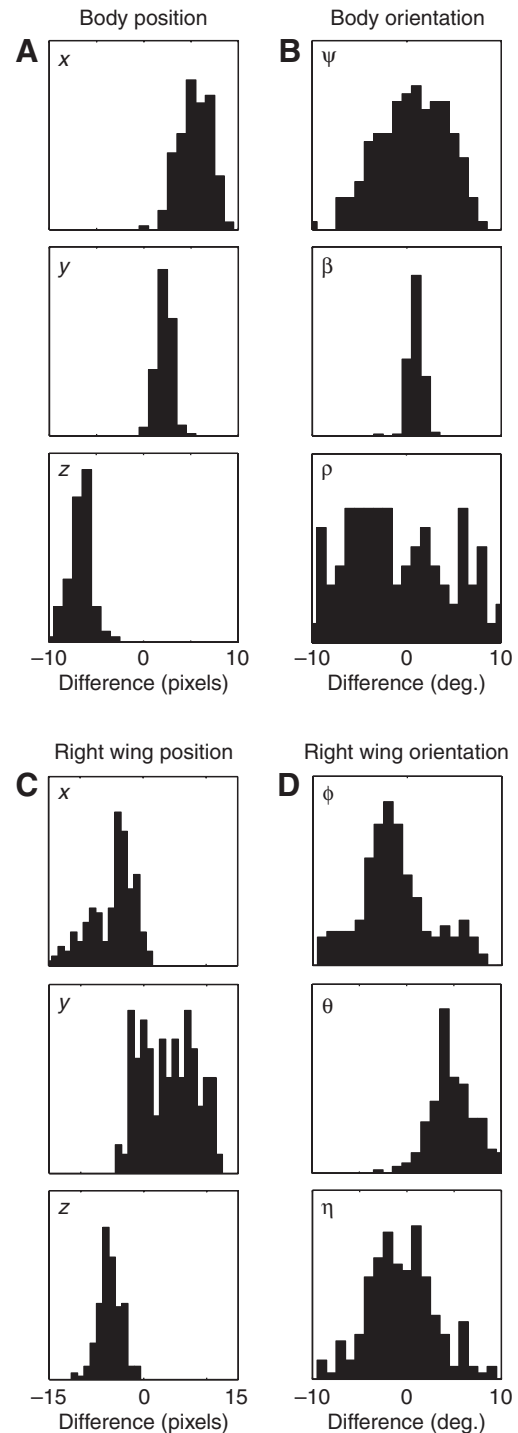 Body position
Body orientation
A
x
B
ψ
y
β
z
ρ
−10 0 10
Difference (pixels)
−10 0 10
Difference (deg.)
Right wing position
Right wing orientation
C
x
D
ϕ
y
θ
z
η
−15 0 15
Difference (pixels)
−10 0 10
Difference (deg.)